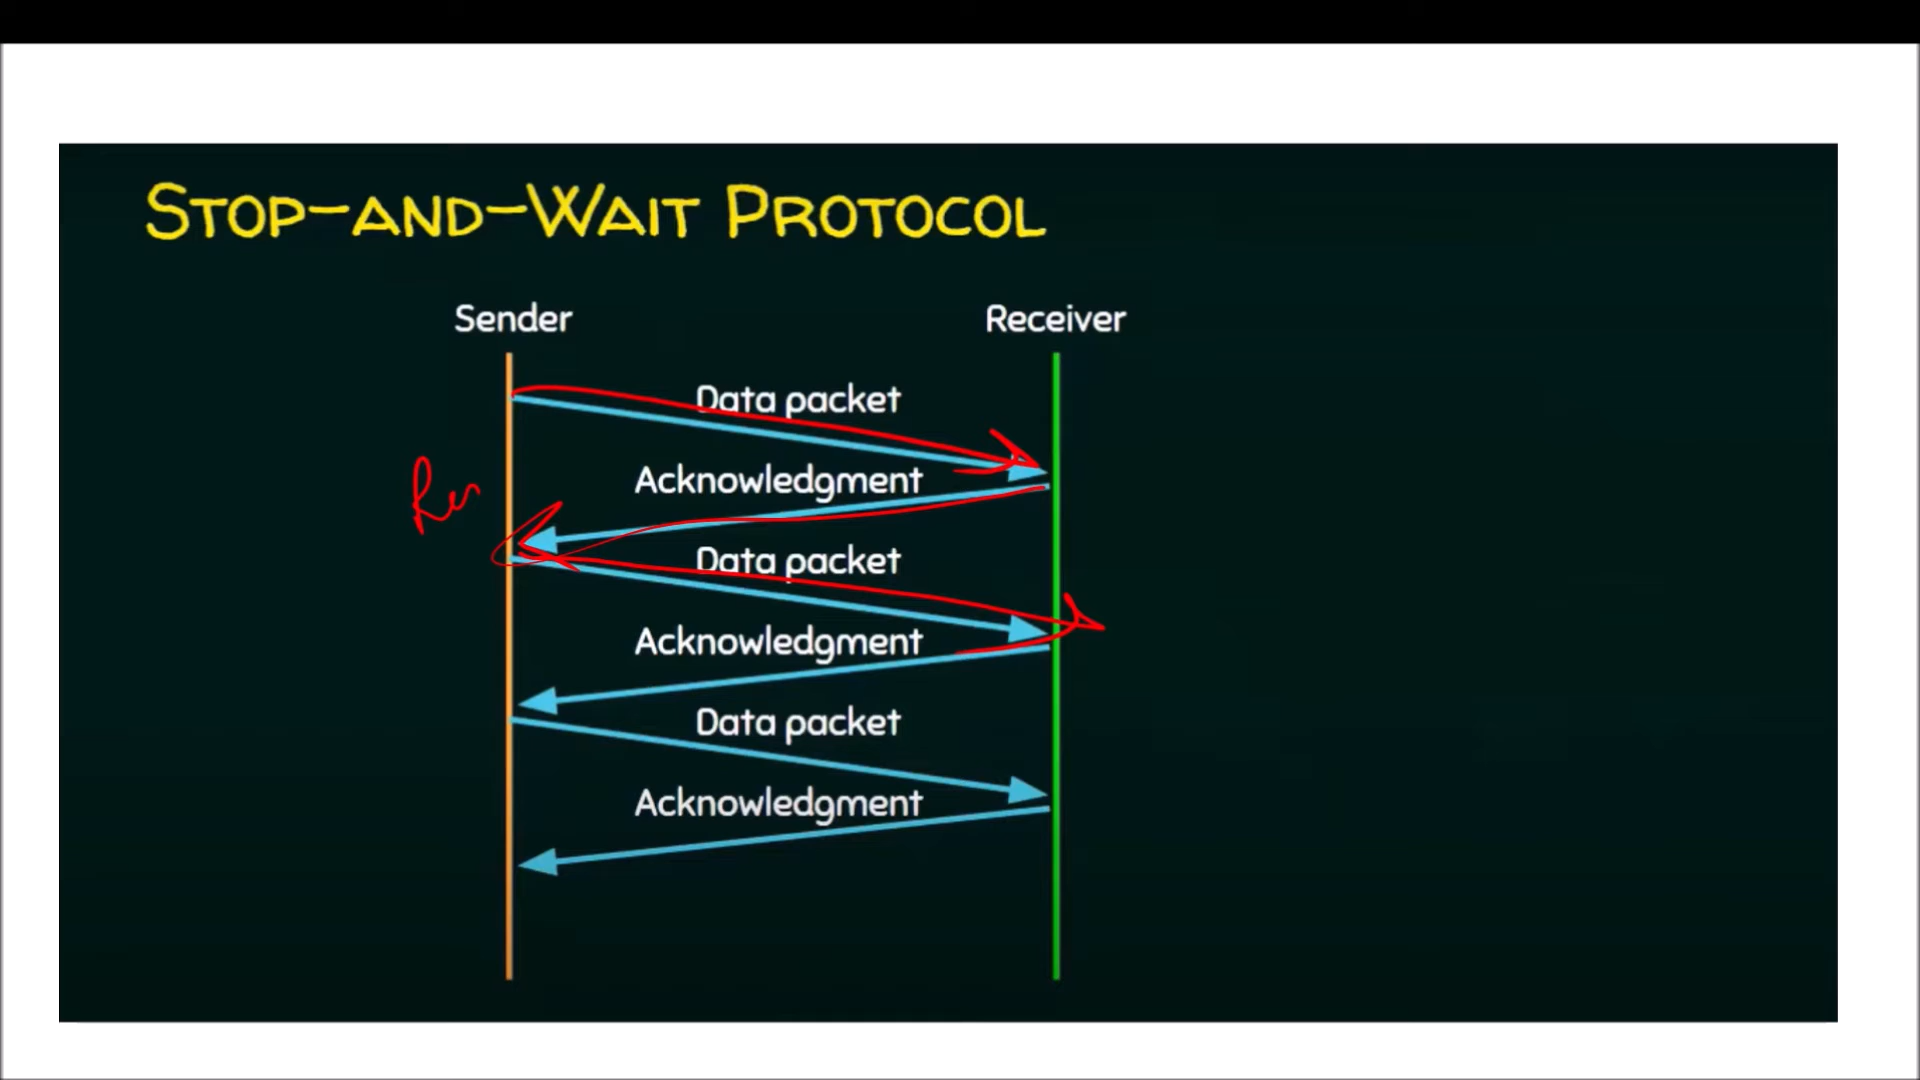 STOP-AND-WAIT PROTOCOL
Sender Receiver
Data packet
Acknowledgment
Data packet
Acknowledgment
Data packet
Acknowledgment